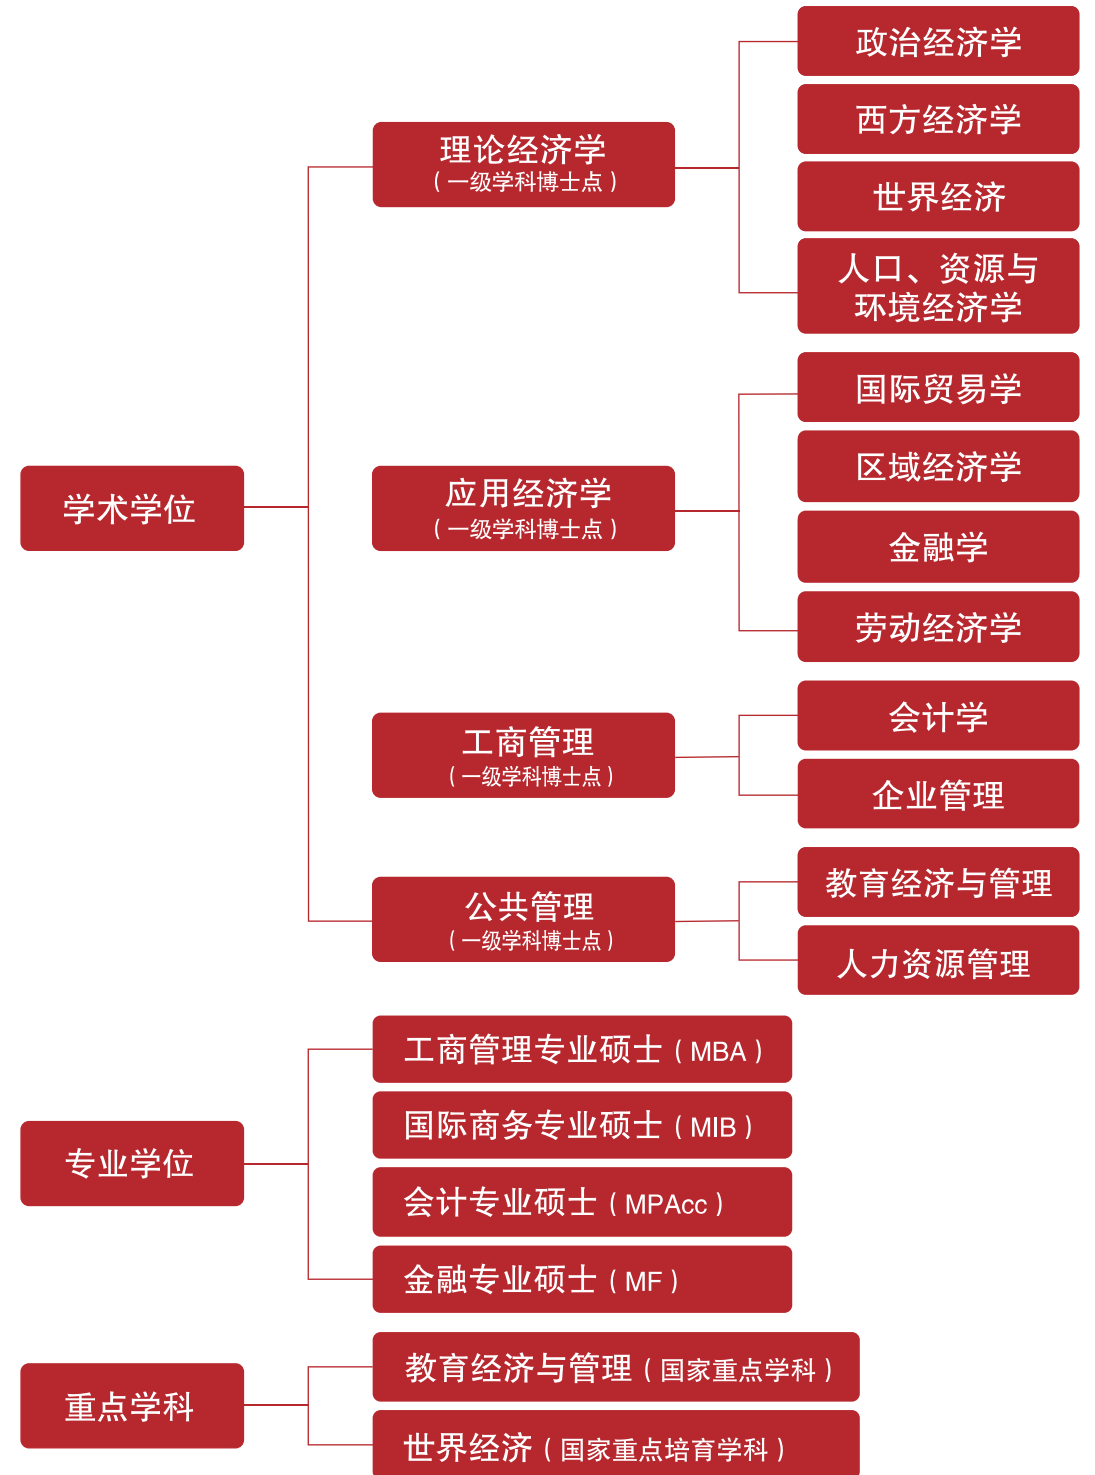 学术学位
理论经济学
（一级学科博士点）
政治经济学
西方经济学
世界经济
人口、资源与
环境经济学
应用经济学
（一级学科博士点）
国际贸易学
区域经济学
金融学
劳动经济学
工商管理
（一级学科博士点）
会计学
企业管理
公共管理
（一级学科博士点）
教育经济与管理
人力资源管理
专业学位
工商管理专业硕士（MBA）
国际商务专业硕士（MIB）
会计专业硕士（MPAcc）
金融专业硕士（MF）
重点学科
教育经济与管理（国家重点学科）
世界经济（国家重点培育学科）